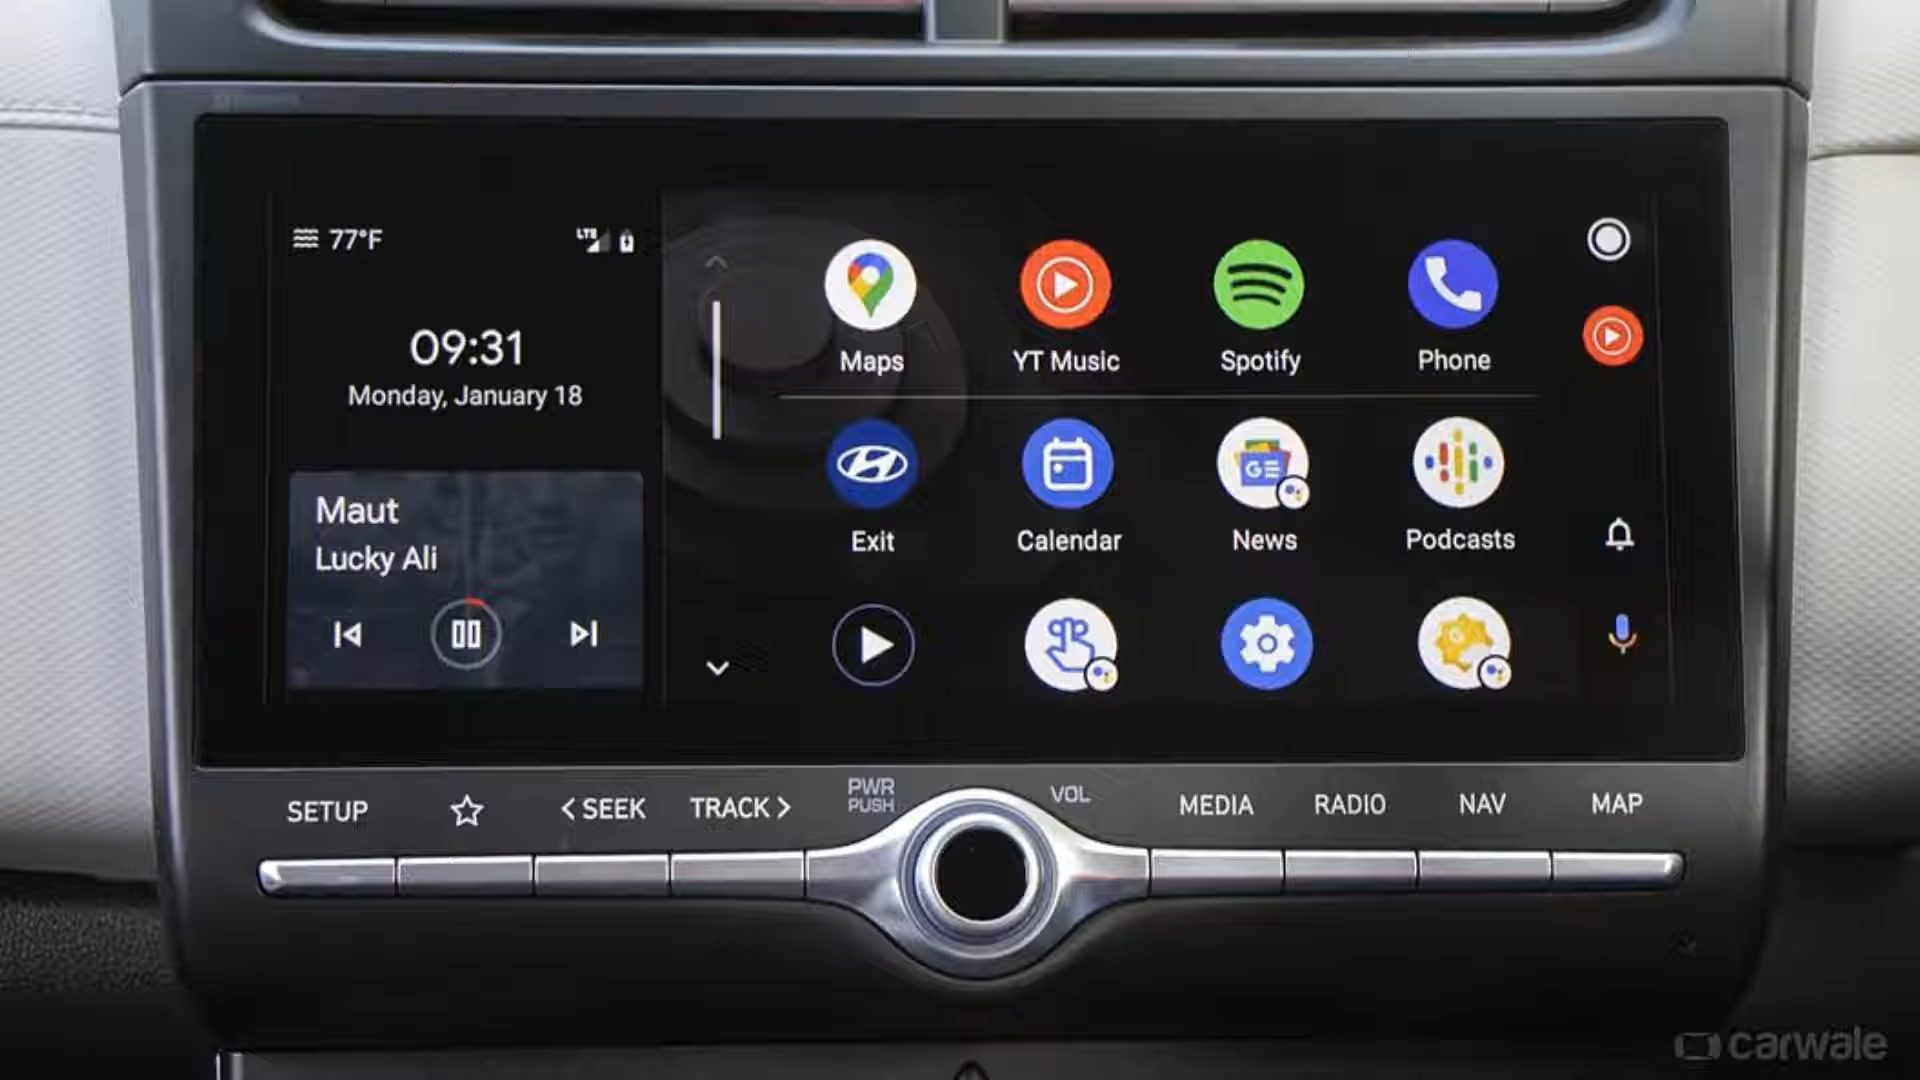 77°F
LTE
09:31
Monday, January 18
Maut
Lucky Ali
Maps
YT Music
Spotify
Phone
Exit
Calendar
News
Podcasts
SETUP
< SEEK
TRACK >
PWR
PUSH
VOL
MEDIA
RADIO
NAV
MAP
carwale